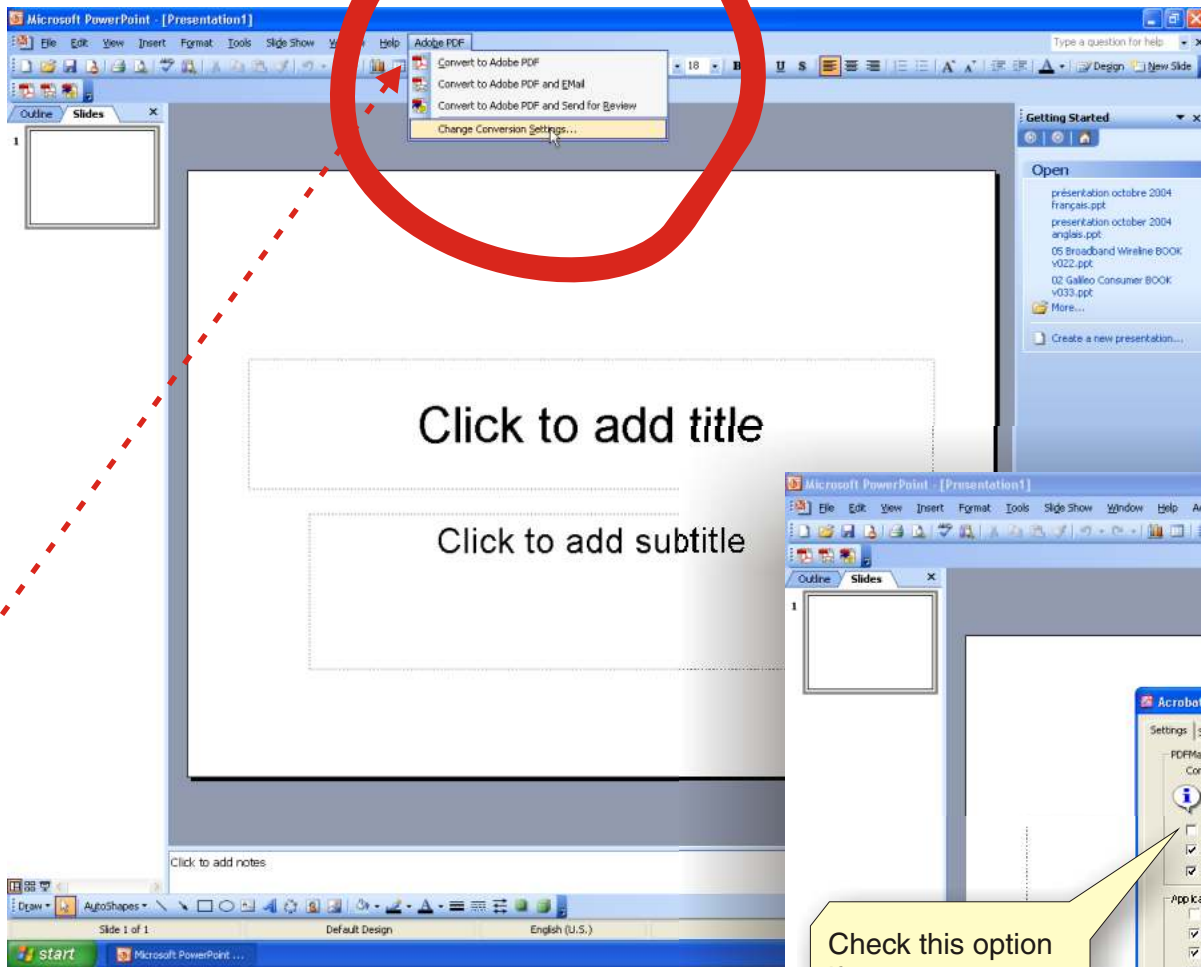 Microsoft PowerPoint - [Presentation1]
File Edit View Insert Format Tools Slide Show Help Adobe PDF
Type a question for help
18 B U S Design New Slide
Convert to Adobe PDF
Convert to Adobe PDF and EMail
Convert to Adobe PDF and Send for Review
Change Conversion Settings...
Outline Slides
1
Getting Started
Open
présentation octobre 2004
français.ppt
presentation october 2004
anglais.ppt
05 Broadband Wireline BOOK
v022.ppt
02 Galileo Consumer BOOK
v033.ppt
More...
Create a new presentation...
Click to add title
Click to add subtitle
Click to add notes
Draw AutoShapes
Slide 1 of 1 Default Design English (U.S.)
start Microsoft PowerPoint ...
Microsoft PowerPoint - [Presentation1]
File Edit View Insert Format Tools Slide Show Window Help
Outline Slides
1
Acrobat
Settings
Check this option